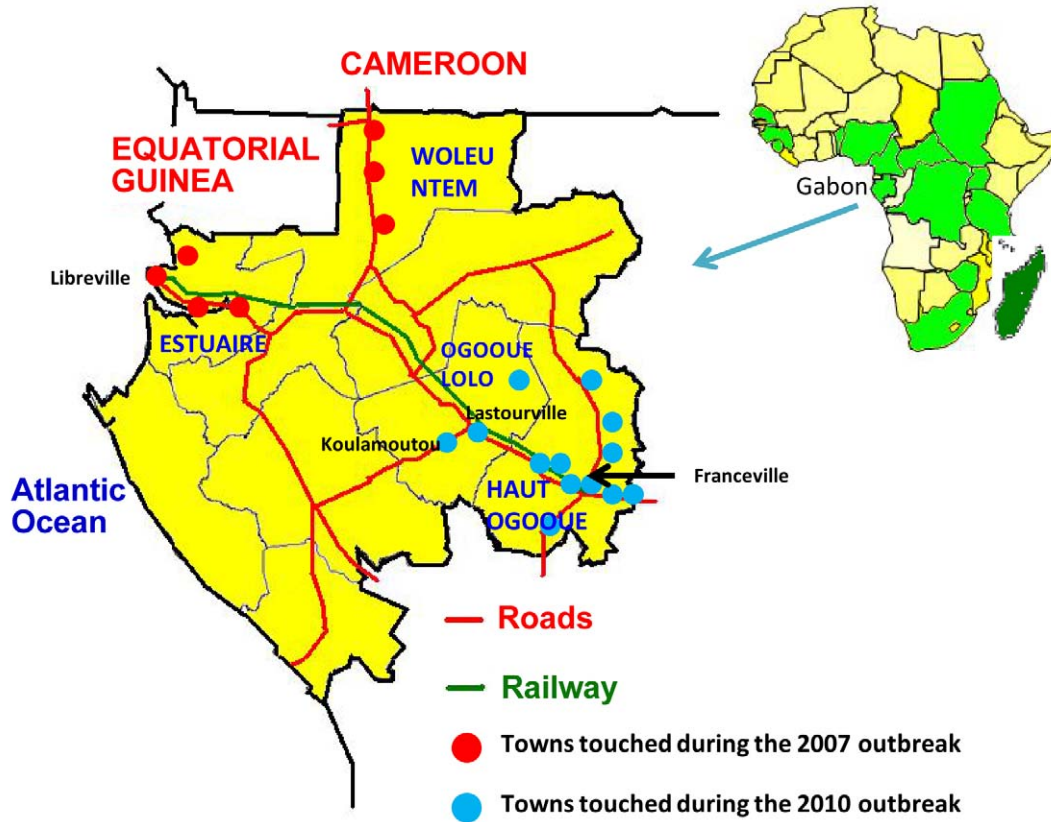 CAMEROON
EQUATORIAL
GUINEA
WOLEU
NTEM
Gabon
Libreville
ESTUAIRE
OGOOUE
LOLO
Lastourville
Koulamoutou
Franceville
HAUT
OGOOUE
Atlantic
Ocean
Roads
Railway
Towns touched during the 2007 outbreak
Towns touched during the 2010 outbreak